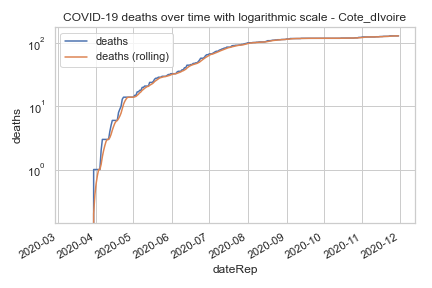 COVID-19 deaths over time with logarithmic scale - Cote_dIvoire
deaths
deaths (rolling)
10²
10¹
10⁰
deaths
2020-03
2020-04
2020-05
2020-06
2020-07
2020-08
2020-09
2020-10
2020-11
2020-12
dateRep